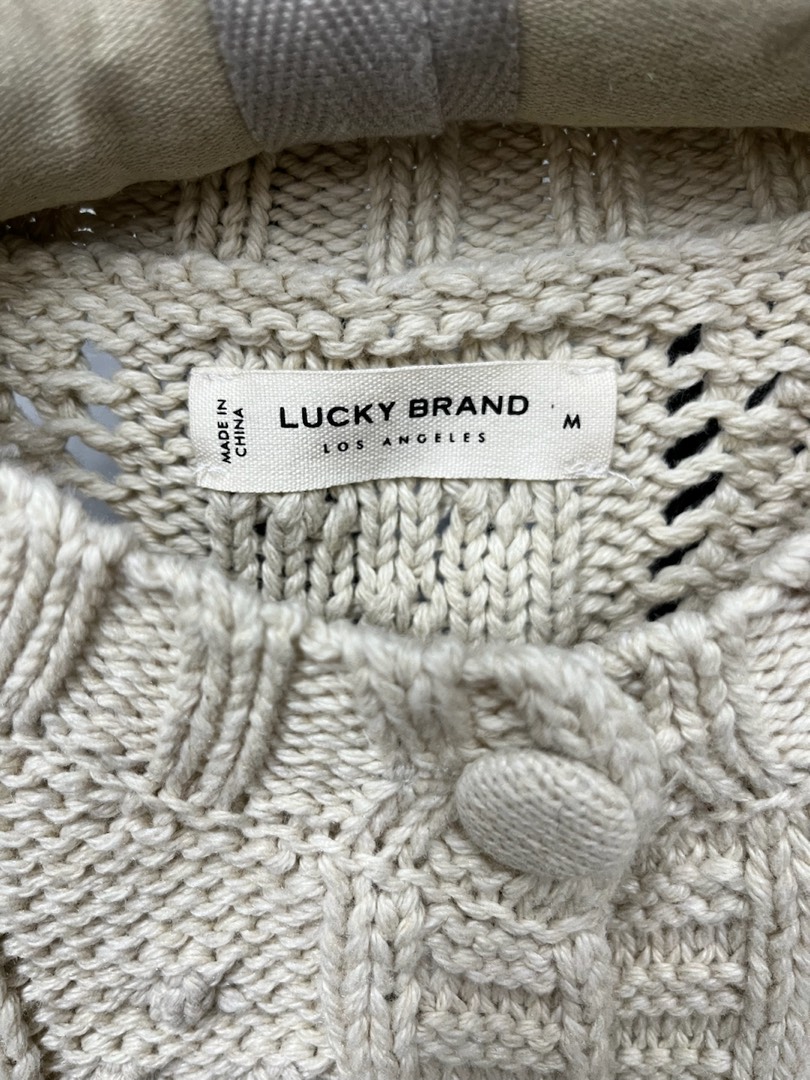 MADE IN
CHINA
LUCKY BRAND
LOS ANGELES
M